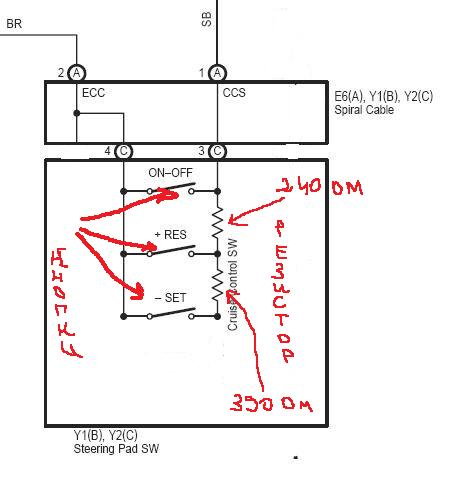 BR
SB
2 A
1 A
ECC
CCS
E6(A), Y1(B), Y2(C)
Spiral Cable
4 C
3 C
ON–OFF
240 ОМ
+ RES
– SET
Cruise Control SW
РЕЗИСТОР
КНОПКИ
390 ОМ
Y1(B), Y2(C)
Steering Pad SW